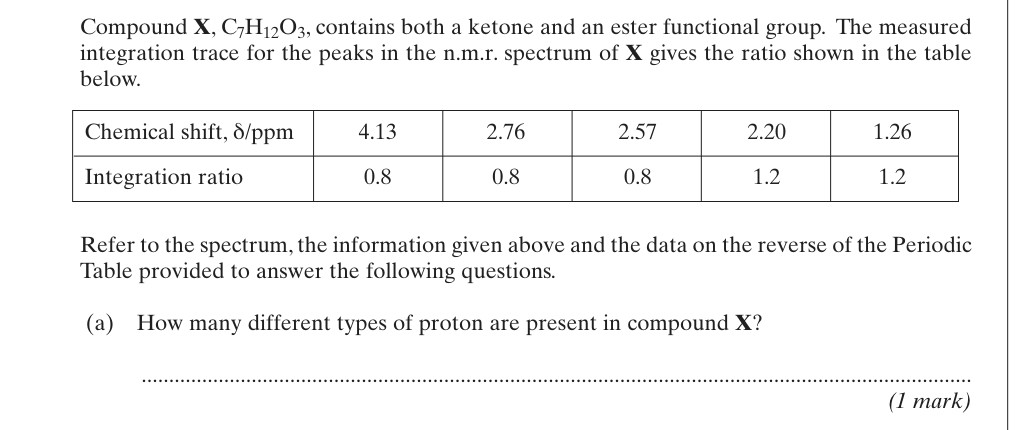 Compound X, C₇H₁₂O₃, contains both a ketone and an ester functional group. The measured
integration trace for the peaks in the n.m.r. spectrum of X gives the ratio shown in the table
below.
Chemical shift, δ/ppm 4.13 2.76 2.57 2.20 1.26
Integration ratio 0.8 0.8 0.8 1.2 1.2
Refer to the spectrum, the information given above and the data on the reverse of the Periodic
Table provided to answer the following questions.
(a) How many different types of proton are present in compound X?
(1 mark)